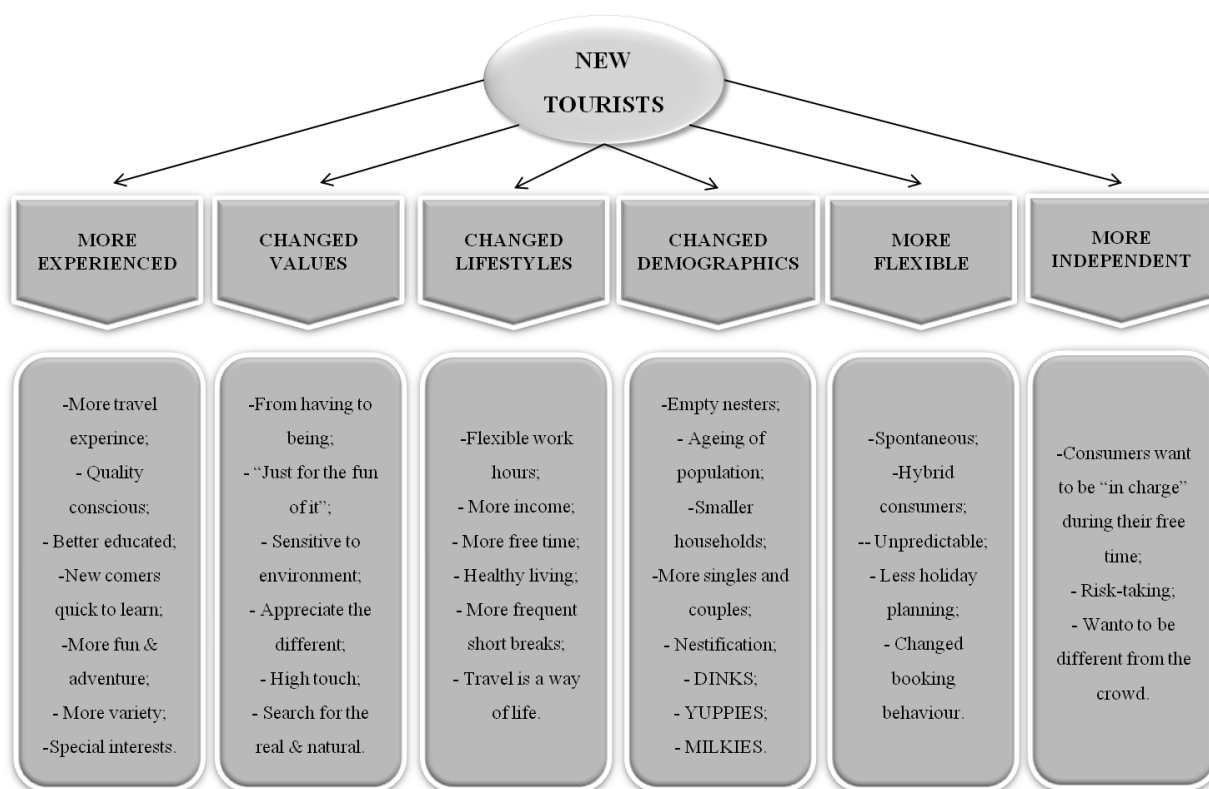 NEW
TOURISTS
MORE
EXPERIENCED
CHANGED
VALUES
CHANGED
LIFESTYLES
CHANGED
DEMOGRAPHICS
MORE
FLEXIBLE
MORE
INDEPENDENT
-More travel
experince;
- Quality
conscious;
- Better educated;
-New comers
quick to learn;
-More fun &
adventure;
- More variety;
-Special interests.
-From having to
being;
- “Just for the fun
of it”;
- Sensitive to
environment;
- Appreciate the
different;
- High touch;
- Search for the
real & natural.
-Flexible work
hours;
- More income;
- More free time;
- Healthy living;
- More frequent
short breaks;
- Travel is a way
of life.
-Empty nesters;
- Ageing of
population;
-Smaller
households;
-More singles and
couples;
- Nestification;
- DINKS;
- YUPPIES;
- MILKIES.
-Spontaneous;
-Hybrid
consumers;
-- Unpredictable;
- Less holiday
planning;
- Changed
booking
behaviour.
-Consumers want
to be “in charge”
during their free
time;
- Risk-taking;
- Wanto to be
different from the
crowd.